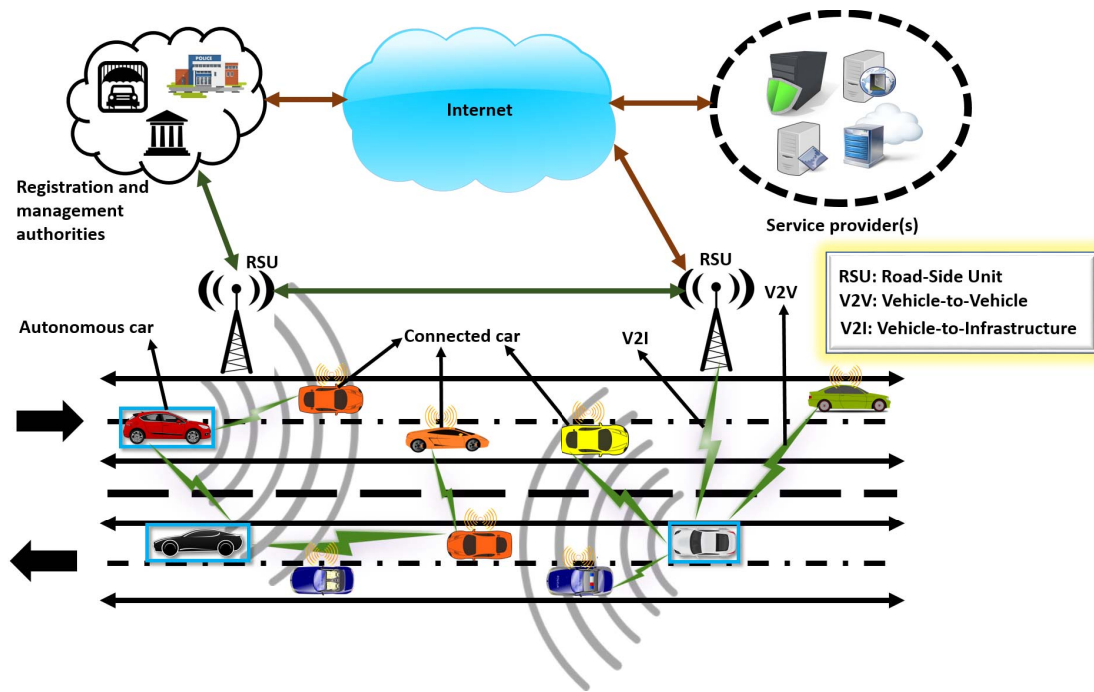 POLICE
Internet
Registration and
management
authorities
Service provider(s)
RSU
RSU
RSU: Road-Side Unit
V2V: Vehicle-to-Vehicle
V2I: Vehicle-to-Infrastructure
V2V
Autonomous car
Connected car
V2I